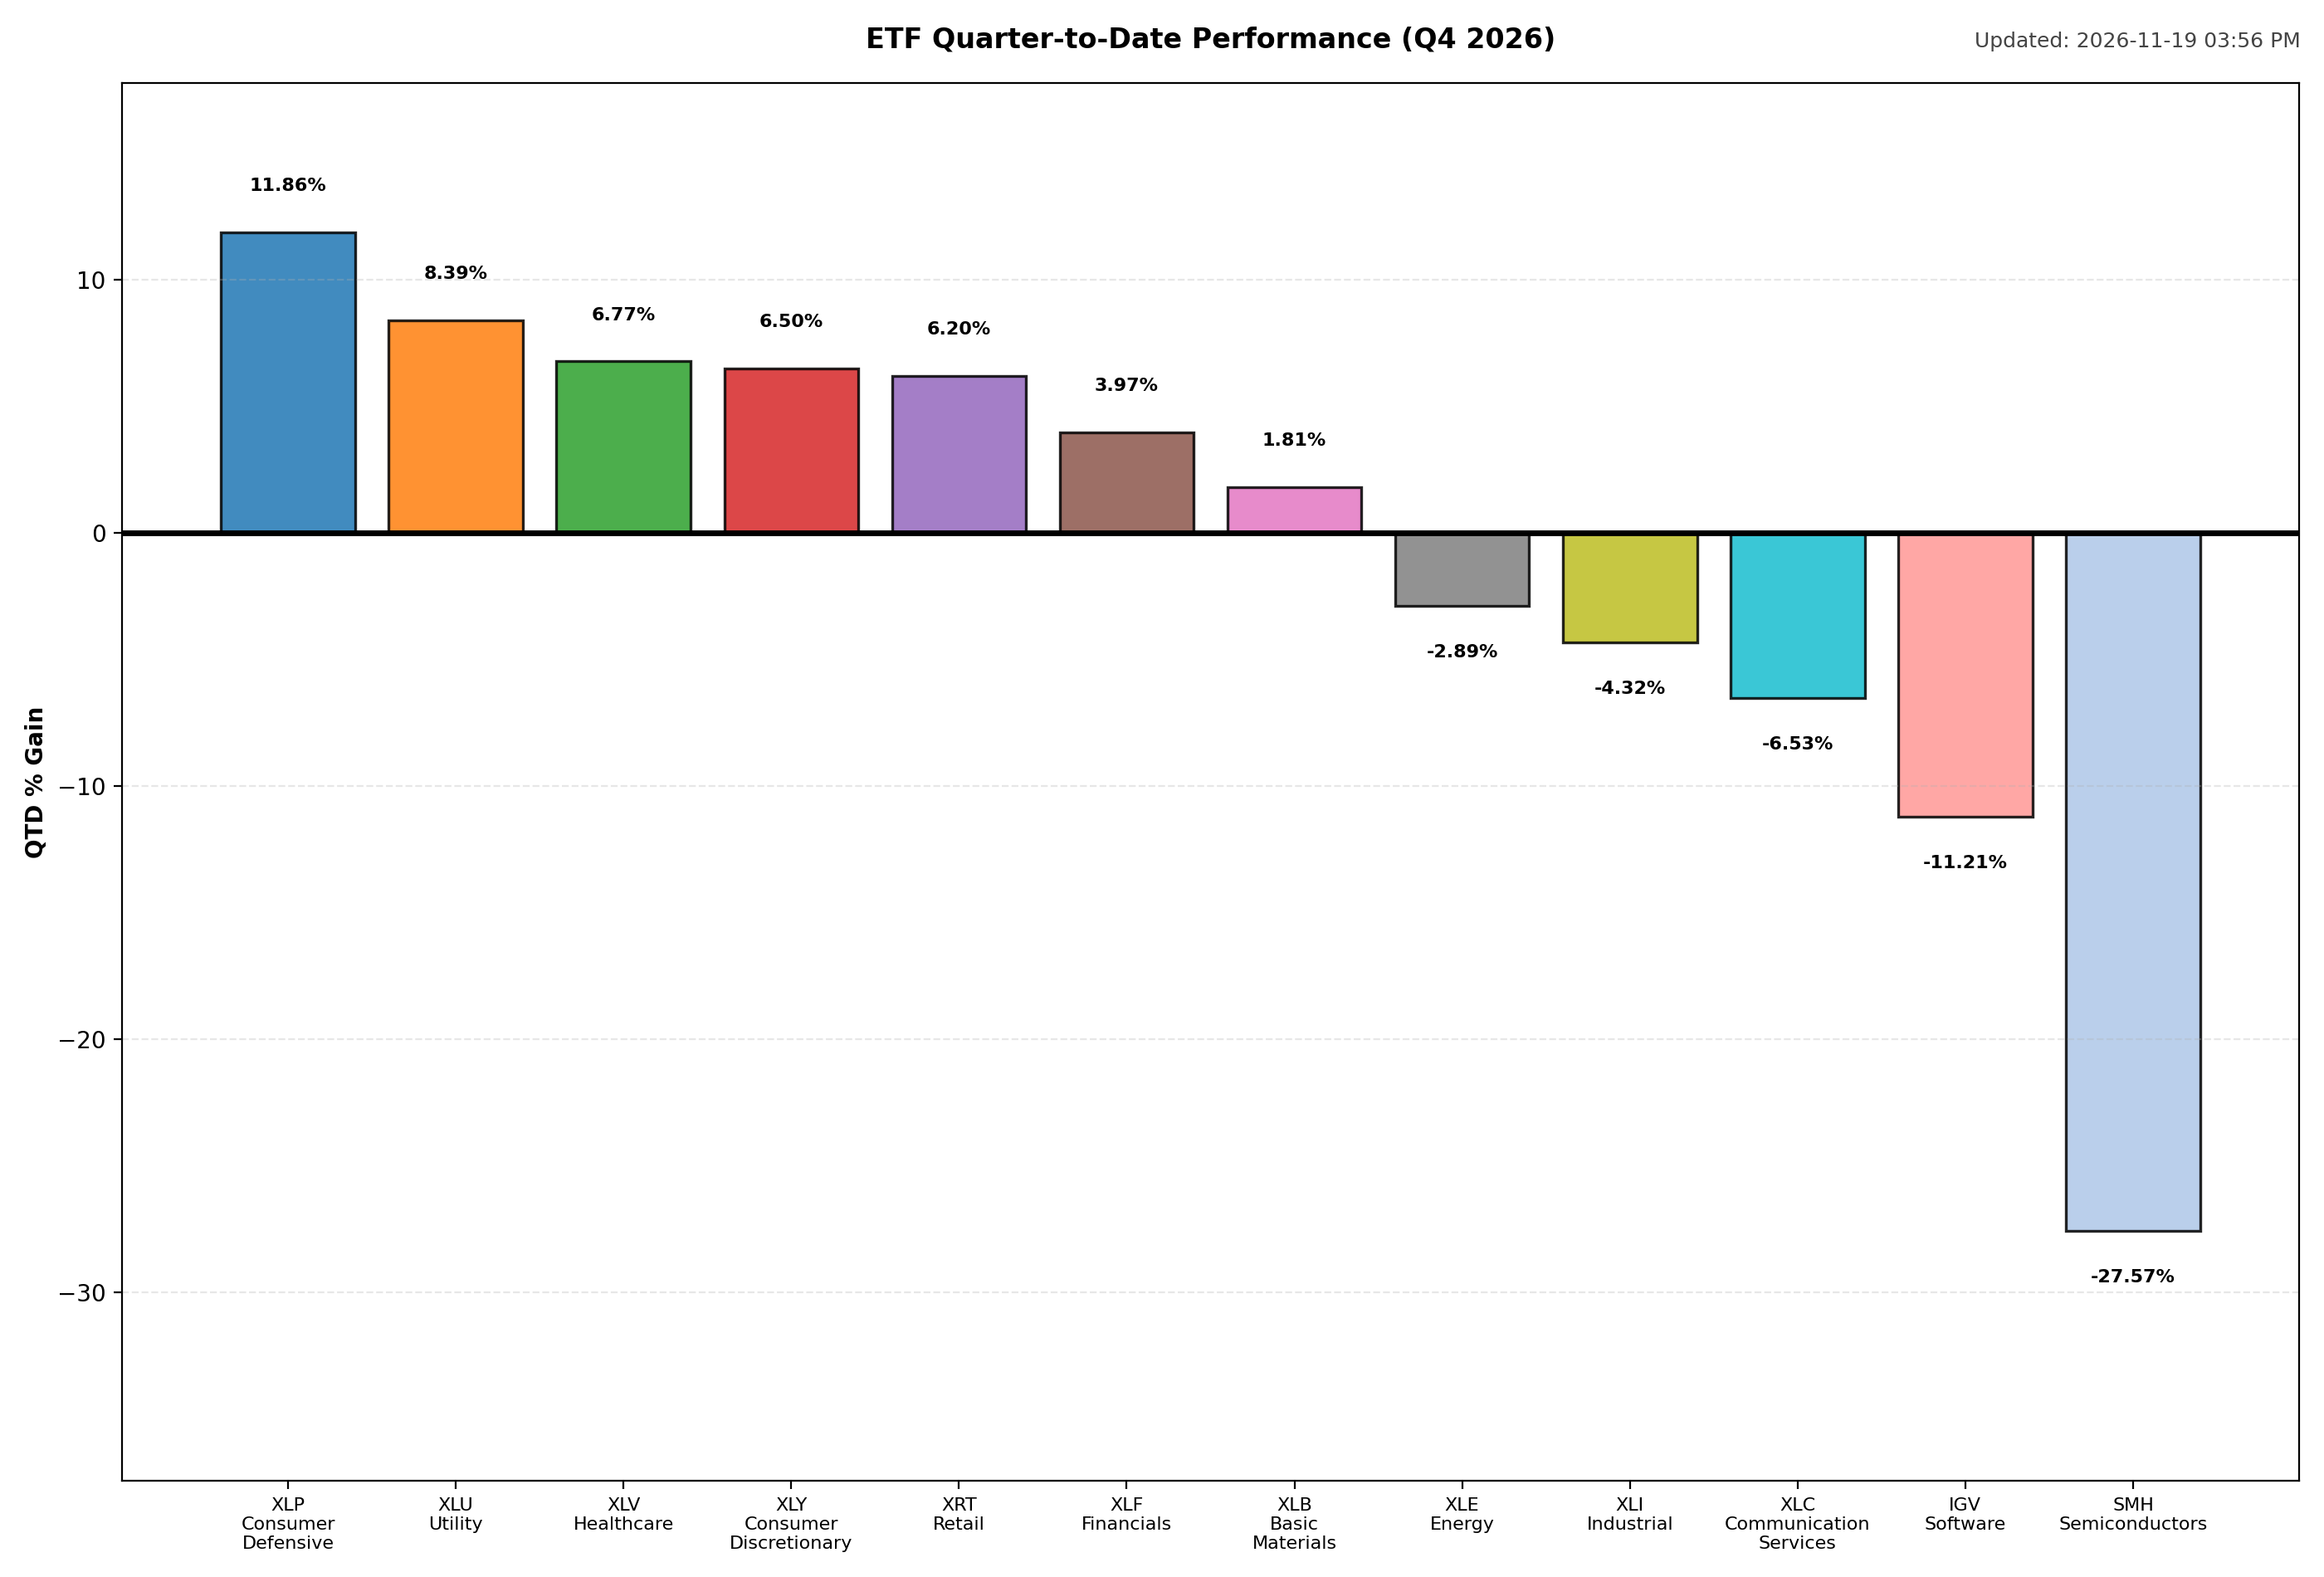 ETF Quarter-to-Date Performance (Q4 2026)
Updated: 2026-11-19 03:56 PM
QTD % Gain
10
0
−10
−20
−30
11.86%
8.39%
6.77%
6.50%
6.20%
3.97%
1.81%
-2.89%
-4.32%
-6.53%
-11.21%
-27.57%
XLP
Consumer
Defensive
XLU
Utility
XLV
Healthcare
XLY
Consumer
Discretionary
XRT
Retail
XLF
Financials
XLB
Basic
Materials
XLE
Energy
XLI
Industrial
XLC
Communication
Services
IGV
Software
SMH
Semiconductors